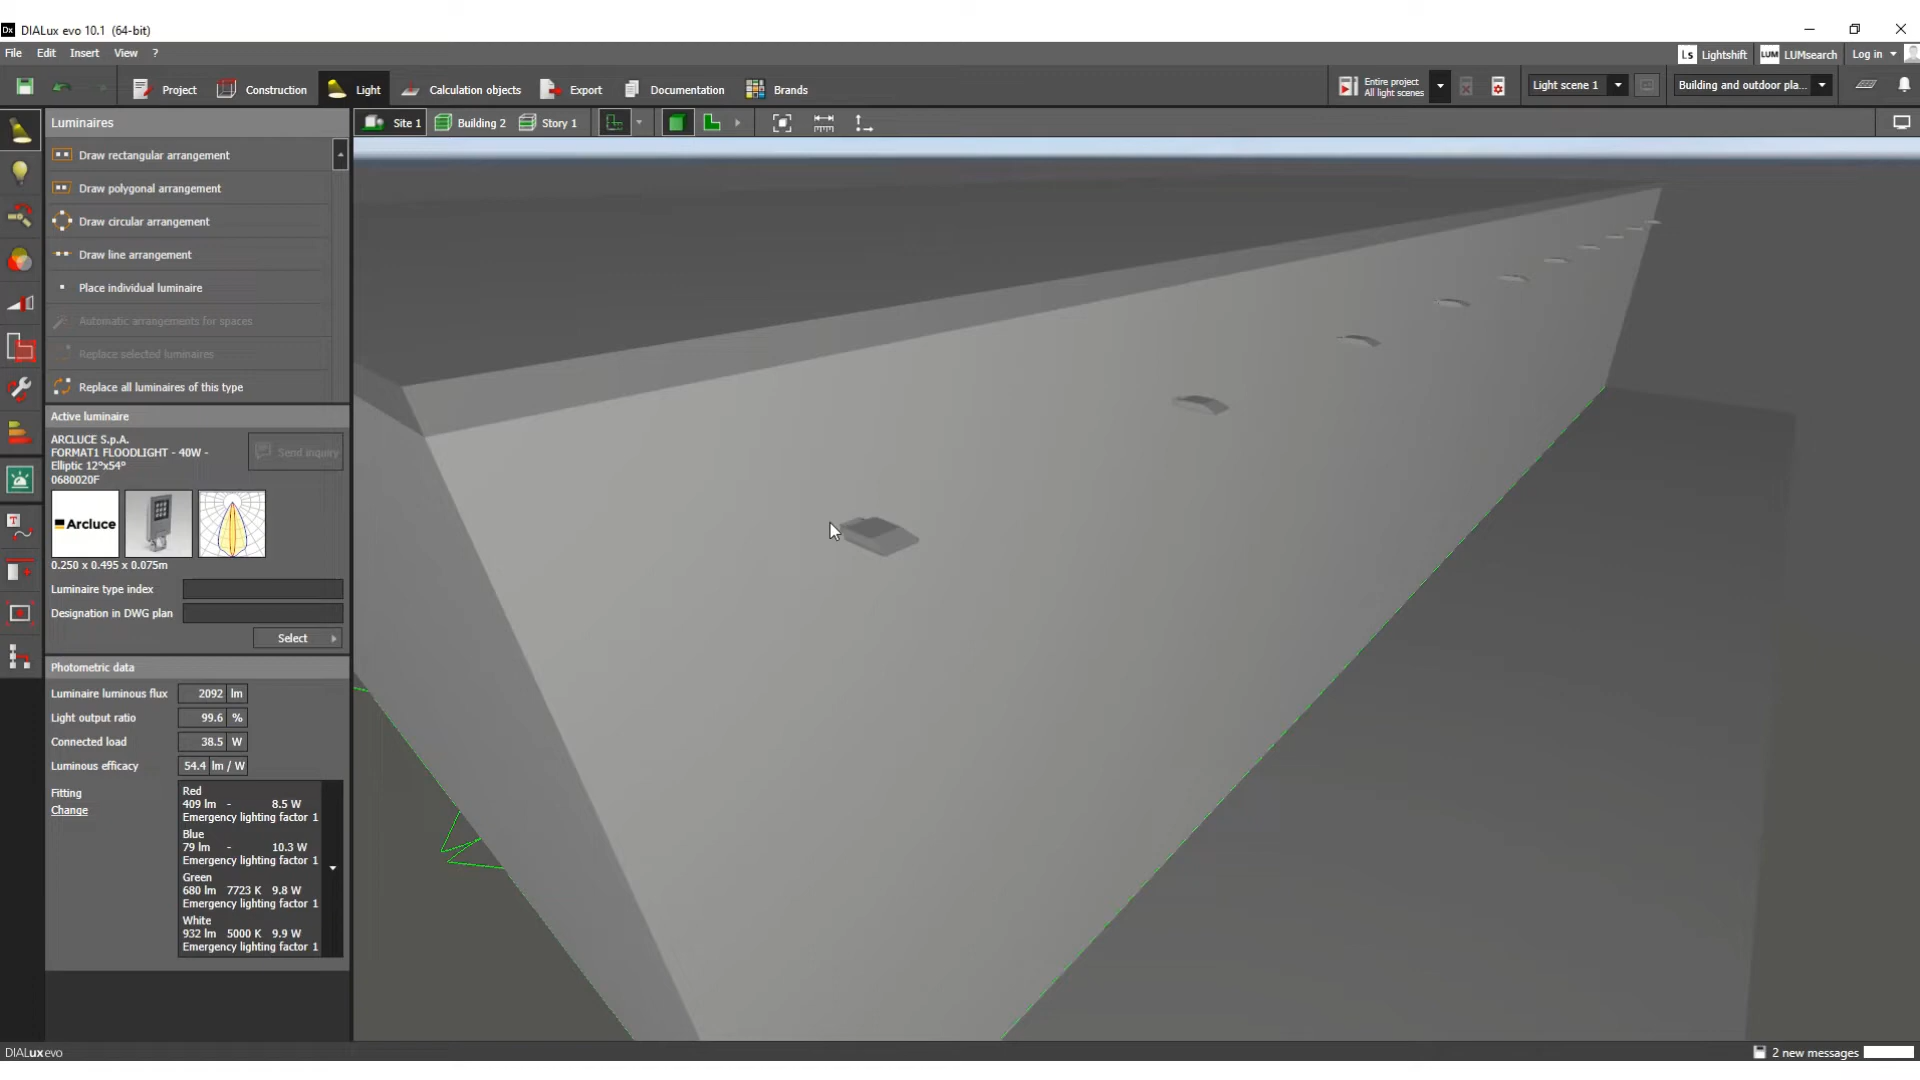 DX DIALux evo 10.1 (64-bit)
File Edit Insert View ?
Ls Lightshift LUM LUMsearch Log in
Project Construction Light Calculation objects Export Documentation Brands
Entire project
All light scenes
Light scene 1
Building and outdoor pla...
Luminaires
Site 1 Building 2 Story 1
Draw rectangular arrangement
Draw polygonal arrangement
Draw circular arrangement
Draw line arrangement
Place individual luminaire
Automatic arrangements for spaces
Replace selected luminaires
Replace all luminaires of this type
Active luminaire
ARCLUCE S.p.A.
FORMAT1 FLOODLIGHT - 40W -
Elliptic 12°x54°
0680020F
Send inquiry
Arcluce
0.250 x 0.495 x 0.075m
Luminaire type index
Designation in DWG plan
Select
Photometric data
Luminaire luminous flux 2092 lm
Light output ratio 99.6 %
Connected load 38.5 W
Luminous efficacy 54.4 lm / W
Fitting
Change
Red
409 lm - 8.5 W
Emergency lighting factor 1
Blue
79 lm - 10.3 W
Emergency lighting factor 1
Green
680 lm 7723 K 9.8 W
Emergency lighting factor 1
White
932 lm 5000 K 9.9 W
Emergency lighting factor 1
DIALux evo
2 new messages